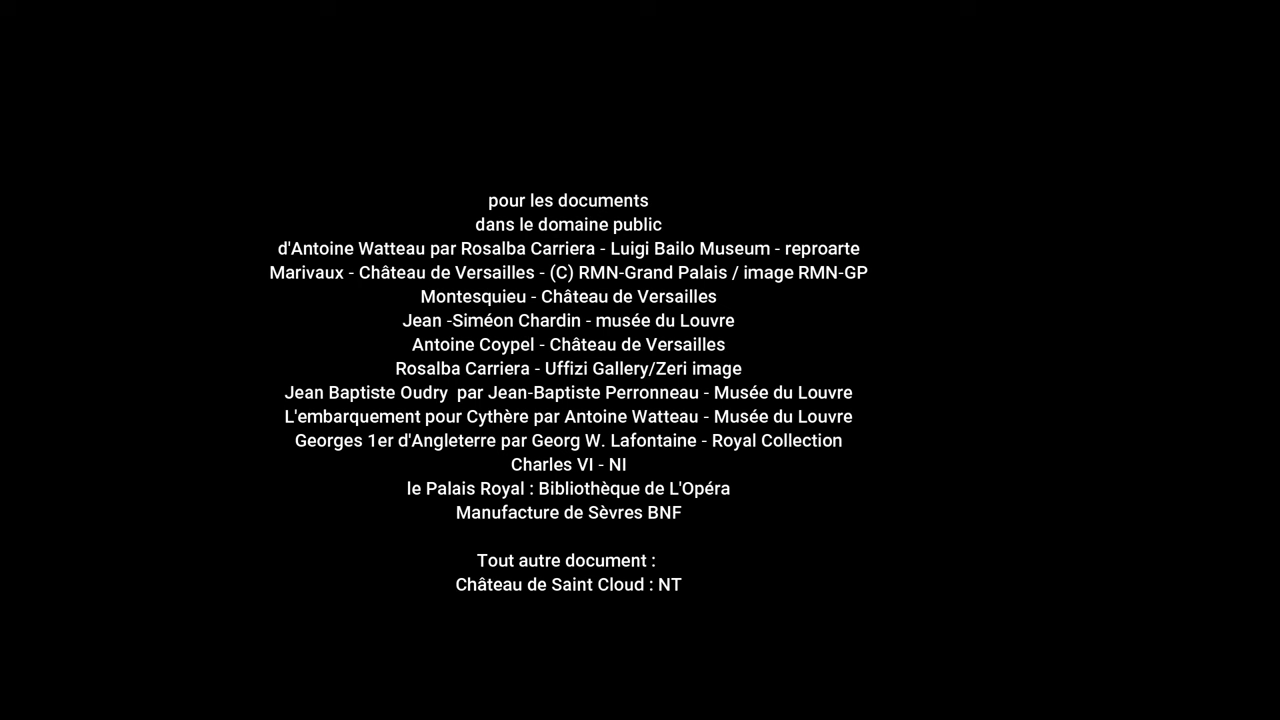 pour les documents
dans le domaine public
d'Antoine Watteau par Rosalba Carriera - Luigi Bailo Museum - reproarte
Marivaux - Château de Versailles - (C) RMN-Grand Palais / image RMN-GP
Montesquieu - Château de Versailles
Jean -Siméon Chardin - musée du Louvre
Antoine Coypel - Château de Versailles
Rosalba Carriera - Uffizi Gallery/Zeri image
Jean Baptiste Oudry  par Jean-Baptiste Perronneau - Musée du Louvre
L'embarquement pour Cythère par Antoine Watteau - Musée du Louvre
Georges 1er d'Angleterre par Georg W. Lafontaine - Royal Collection
Charles VI - NI
le Palais Royal : Bibliothèque de L'Opéra
Manufacture de Sèvres BNF
Tout autre document :
Château de Saint Cloud : NT